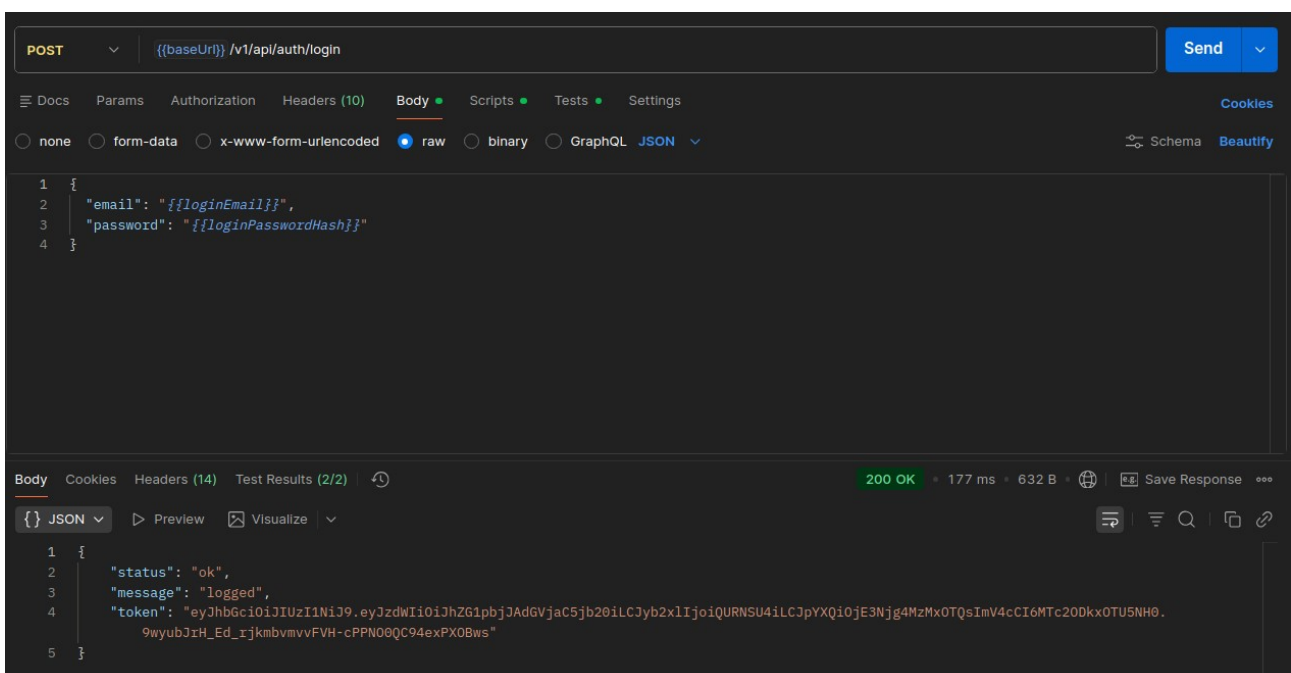 POST {{baseUrl}} /v1/api/auth/login Send
Docs Params Authorization Headers (10) Body Scripts Tests Settings Cookies
none form-data x-www-form-urlencoded raw binary GraphQL JSON Schema Beautify
1 {
2 "email": "{{loginEmail}}",
3 "password": "{{loginPasswordHash}}"
4 }
Body Cookies Headers (14) Test Results (2/2) 200 OK 177 ms 632 B e.g. Save Response
{} JSON Preview Visualize
1 {
2 "status": "ok",
3 "message": "logged",
4 "token": "eyJhbGciOiJIUzI1NiJ9.eyJzdWIiOiJhZG1pbjJAdGVjaC5jb20iLCJyb2xlIjoiQURNSU4iLCJpYXQiOjE3Njg4MzMxOTQsImV4cCI6MTc2ODkxOTU5NH0.
9wyubJrH_Ed_rjkmbvmvvFVH-cPPNO0QC94exPXOBws"
5 }